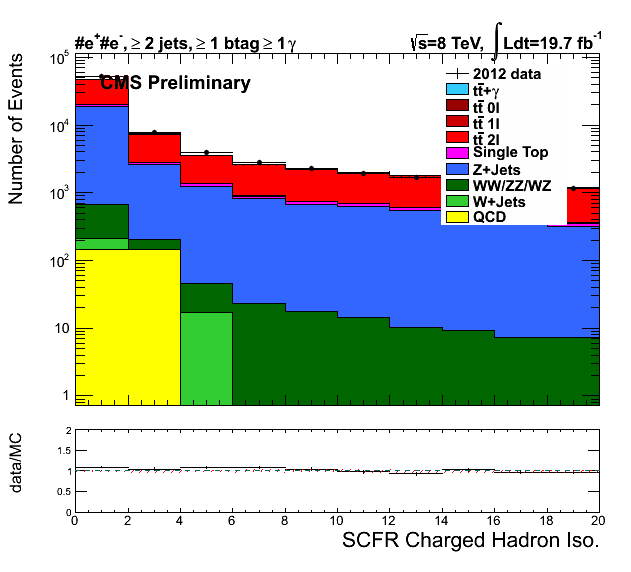 #e⁺#e⁻, ≥ 2 jets, ≥ 1 btag ≥ 1 γ
√s=8 TeV, ∫Ldt=19.7 fb⁻¹
CMS Preliminary
Number of Events
10⁵
10⁴
10³
10²
10
1
2012 data
tt̄+γ
tt̄ 0l
tt̄ 1l
tt̄ 2l
Single Top
Z+Jets
WW/ZZ/WZ
W+Jets
QCD
data/MC
2
1.5
1
0.5
0
0 2 4 6 8 10 12 14 16 18 20
SCFR Charged Hadron Iso.